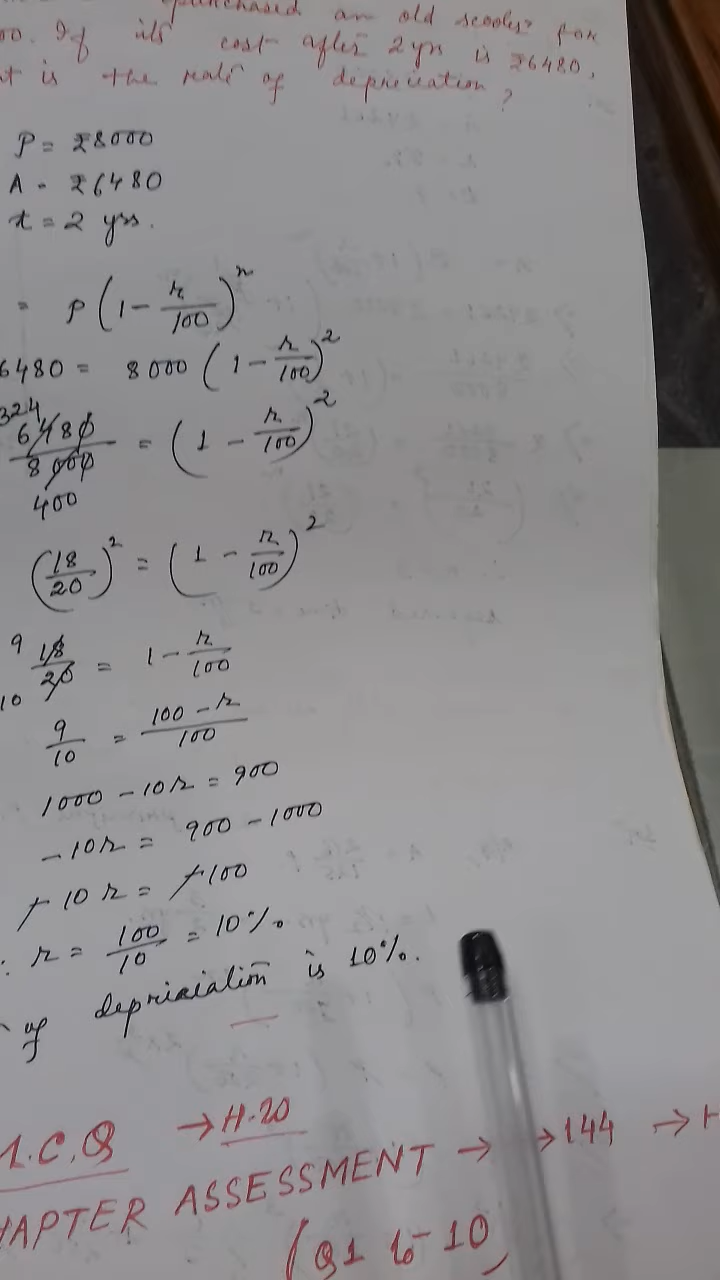 purchased an old scooter for
00. If its cost after 2 yrs is ₹6480,
t is the rate of depreciation?
P = ₹8000
A = ₹6480
t = 2 yrs.
= P(1 - r/100)^n
6480 = 8000 (1 - r/100)^2
324
6480/8000 = (1 - r/100)^2
400
(18/20)^2 = (1 - r/100)^2
9 18/20 = 1 - r/100
10
9/10 = 100 - r/100
1000 - 10r = 900
-10r = 900 - 1000
-10r = -100
∴ r = 100/10 = 10%.
of depriciation is 10%.
M.C.Q → H.20
HAPTER ASSESSMENT → → 144 → H
(Q1 to 10)